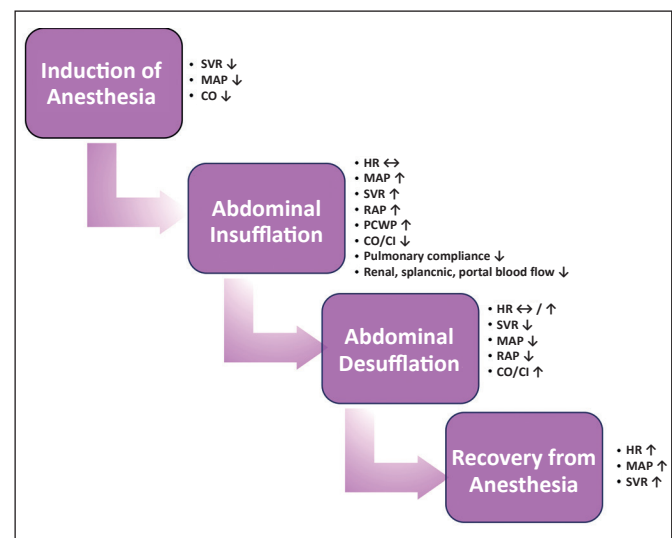 Induction of
Anesthesia
• SVR ↓
• MAP ↓
• CO ↓
Abdominal
Insufflation
• HR ↔
• MAP ↑
• SVR ↑
• RAP ↑
• PCWP ↑
• CO/CI ↓
• Pulmonary compliance ↓
• Renal, splancnic, portal blood flow ↓
Abdominal
Desufflation
• HR ↔ / ↑
• SVR ↓
• MAP ↓
• RAP ↓
• CO/CI ↑
Recovery from
Anesthesia
• HR ↑
• MAP ↑
• SVR ↑